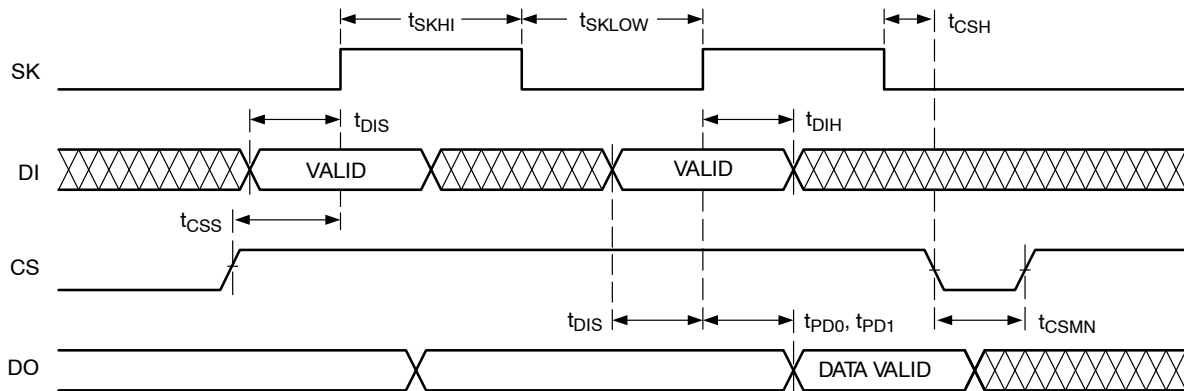 tSKHI tSKLOW tCSH
SK
tDIS tDIH
DI VALID VALID
tCSS
CS
tDIS tPD0, tPD1 tCSMN
DO DATA VALID